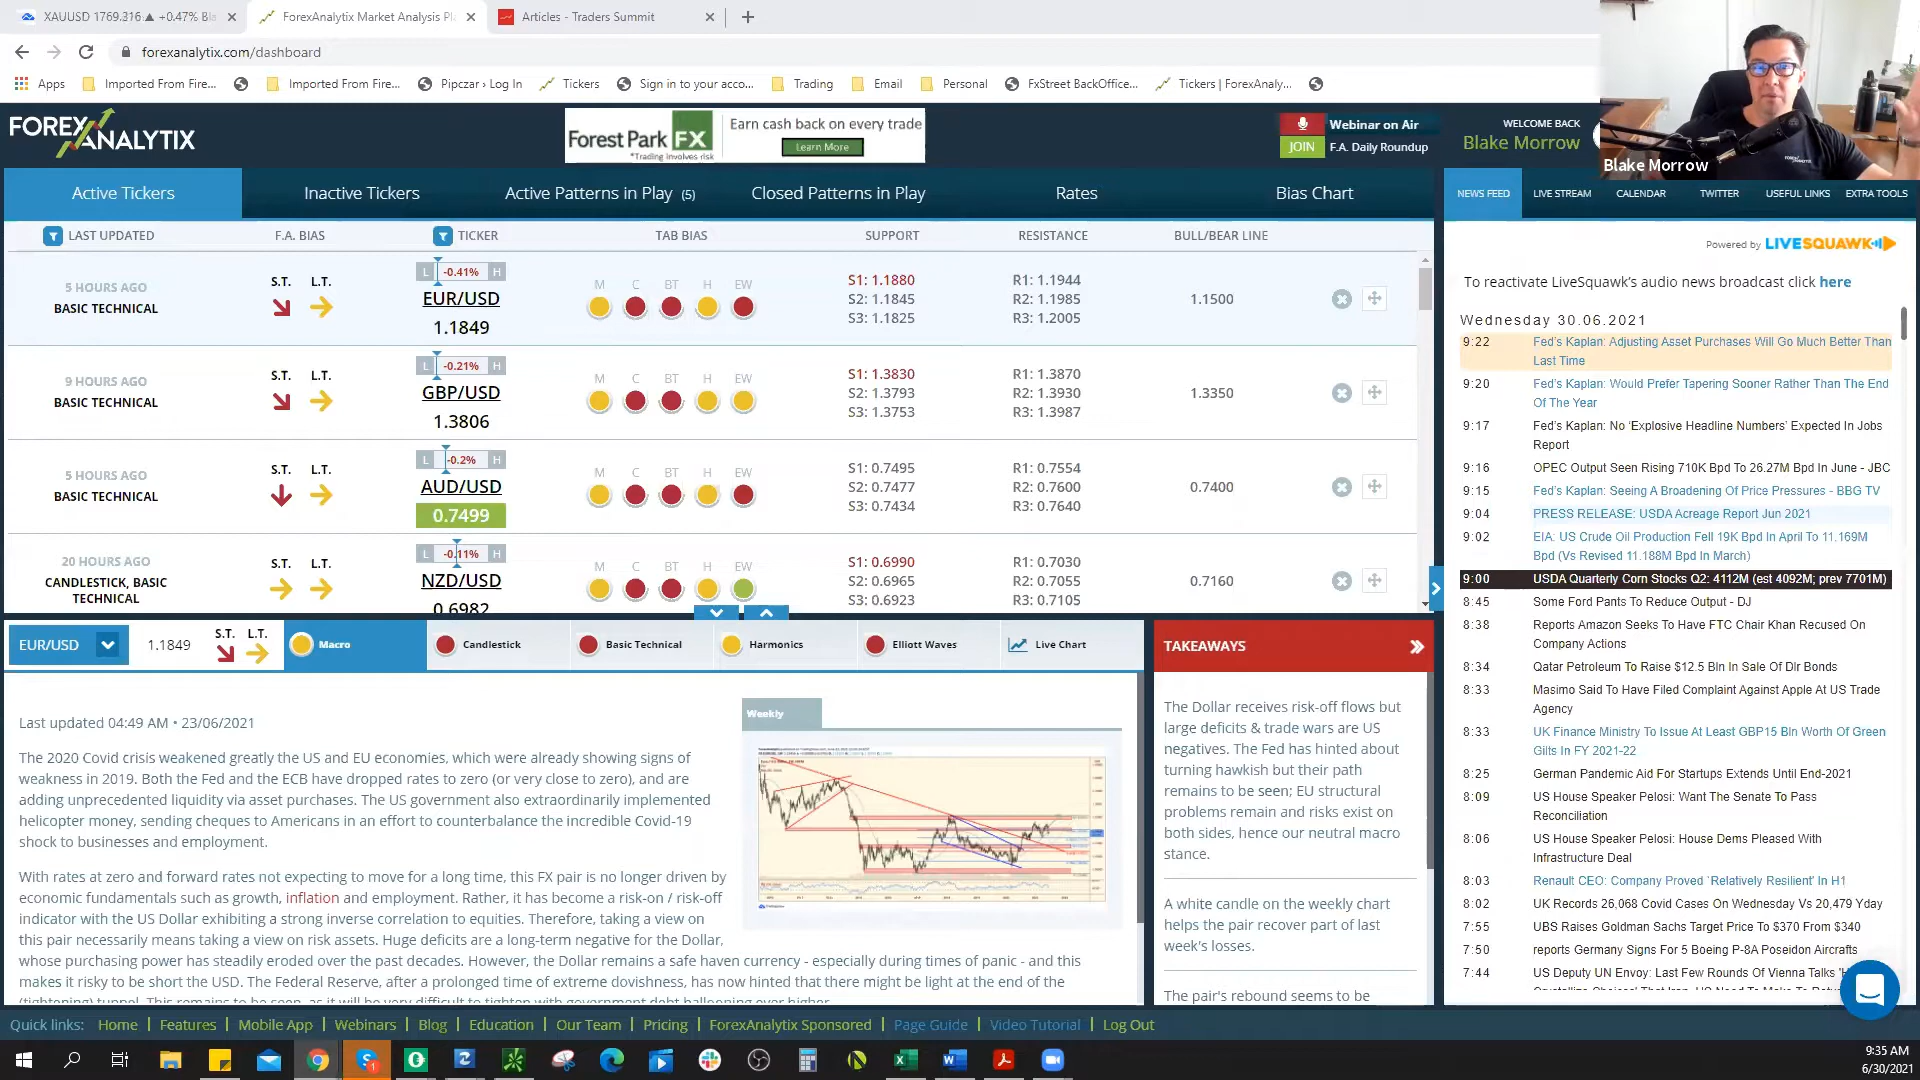 XAUUSD 1769.316 ▲ +0.47% Bla
ForexAnalytix Market Analysis Pl
Articles - Traders Summit
forexanalytix.com/dashboard
Apps
Imported From Fire...
Imported From Fire...
Pipczar › Log In
Tickers
Sign in to your acco...
Trading
Email
Personal
FxStreet BackOffice...
Tickers | ForexAnaly...
FOREX ANALYTIX
Forest Park FX
*Trading involves risk
Earn cash back on every trade
Learn More
Webinar on Air
JOIN F.A. Daily Roundup
WELCOME BACK
Blake Morrow
Blake Morrow
Active Tickers
Inactive Tickers
Active Patterns in Play (5)
Closed Patterns in Play
Rates
Bias Chart
NEWS FEED
LIVE STREAM
CALENDAR
TWITTER
USEFUL LINKS
EXTRA TOOLS
LAST UPDATED
F.A. BIAS
TICKER
TAB BIAS
SUPPORT
RESISTANCE
BULL/BEAR LINE
5 HOURS AGO
BASIC TECHNICAL
S.T. L.T.
L -0.41% H
EUR/USD
1.1849
M C BT H EW
S1: 1.1880
S2: 1.1845
S3: 1.1825
R1: 1.1944
R2: 1.1985
R3: 1.2005
1.1500
9 HOURS AGO
BASIC TECHNICAL
S.T. L.T.
L -0.21% H
GBP/USD
1.3806
M C BT H EW
S1: 1.3830
S2: 1.3793
S3: 1.3753
R1: 1.3870
R2: 1.3930
R3: 1.3987
1.3350
5 HOURS AGO
BASIC TECHNICAL
S.T. L.T.
L -0.2% H
AUD/USD
0.7499
M C BT H EW
S1: 0.7495
S2: 0.7477
S3: 0.7434
R1: 0.7554
R2: 0.7600
R3: 0.7640
0.7400
20 HOURS AGO
CANDLESTICK, BASIC
TECHNICAL
S.T. L.T.
L -0.11% H
NZD/USD
0.6982
M C BT H EW
S1: 0.6990
S2: 0.6965
S3: 0.6923
R1: 0.7030
R2: 0.7055
R3: 0.7105
0.7160
EUR/USD
1.1849
S.T. L.T.
Macro
Candlestick
Basic Technical
Harmonics
Elliott Waves
Live Chart
Last updated 04:49 AM • 23/06/2021
The 2020 Covid crisis weakened greatly the US and EU economies, which were already showing signs of
weakness in 2019. Both the Fed and the ECB have dropped rates to zero (or very close to zero), and are
adding unprecedented liquidity via asset purchases. The US government also extraordinarily implemented
helicopter money, sending cheques to Americans in an effort to counterbalance the incredible Covid-19
shock to businesses and employment.
With rates at zero and forward rates not expecting to move for a long time, this FX pair is no longer driven by
economic fundamentals such as growth, inflation and employment. Rather, it has become a risk-on / risk-off
indicator with the US Dollar exhibiting a strong inverse correlation to equities. Therefore, taking a view on
this pair necessarily means taking a view on risk assets. Huge deficits are a long-term negative for the Dollar,
whose purchasing power has steadily eroded over the past decades. However, the Dollar remains a safe haven currency - especially during times of panic - and this
makes it risky to be short the USD. The Federal Reserve, after a prolonged time of extreme dovishness, has now hinted that there might be light at the end of the
(tightening) tunnel. This remains to be seen, as it will be very difficult to tighten with government debt ballooning ever higher.
Weekly
TAKEAWAYS
The Dollar receives risk-off flows but
large deficits & trade wars are US
negatives. The Fed has hinted about
turning hawkish but their path
remains to be seen; EU structural
problems remain and risks exist on
both sides, hence our neutral macro
stance.
A white candle on the weekly chart
helps the pair recover part of last
week's losses.
The pair's rebound seems to be
Powered by LIVESQUAWK
To reactivate LiveSquawk's audio news broadcast click here
Wednesday 30.06.2021
9:22 Fed's Kaplan: Adjusting Asset Purchases Will Go Much Better Than
Last Time
9:20 Fed's Kaplan: Would Prefer Tapering Sooner Rather Than The End
Of The Year
9:17 Fed's Kaplan: No 'Explosive Headline Numbers' Expected In Jobs
Report
9:16 OPEC Output Seen Rising 710K Bpd To 26.27M Bpd In June - JBC
9:15 Fed's Kaplan: Seeing A Broadening Of Price Pressures - BBG TV
9:04 PRESS RELEASE: USDA Acreage Report Jun 2021
9:02 EIA: US Crude Oil Production Fell 19K Bpd In April To 11.169M
Bpd (Vs Revised 11.188M Bpd In March)
9:00 USDA Quarterly Corn Stocks Q2: 4112M (est 4092M; prev 7701M)
8:45 Some Ford Pants To Reduce Output - DJ
8:38 Reports Amazon Seeks To Have FTC Chair Khan Recused On
Company Actions
8:34 Qatar Petroleum To Raise $12.5 Bln In Sale Of Dlr Bonds
8:33 Masimo Said To Have Filed Complaint Against Apple At US Trade
Agency
8:33 UK Finance Ministry To Issue At Least GBP15 Bln Worth Of Green
Gilts In FY 2021-22
8:25 German Pandemic Aid For Startups Extends Until End-2021
8:09 US House Speaker Pelosi: Want The Senate To Pass
Reconciliation
8:06 US House Speaker Pelosi: House Dems Pleased With
Infrastructure Deal
8:03 Renault CEO: Company Proved `Relatively Resilient' In H1
8:02 UK Records 26,068 Covid Cases On Wednesday Vs 20,479 Yday
7:55 UBS Raises Goldman Sachs Target Price To $370 From $340
7:50 reports Germany Signs For 5 Boeing P-8A Poseidon Aircrafts
7:44 US Deputy UN Envoy: Last Few Rounds Of Vienna Talks
Quick links: Home | Features | Mobile App | Webinars | Blog | Education | Our Team | Pricing | ForexAnalytix Sponsored | Page Guide | Video Tutorial | Log Out
9:35 AM
6/30/2021